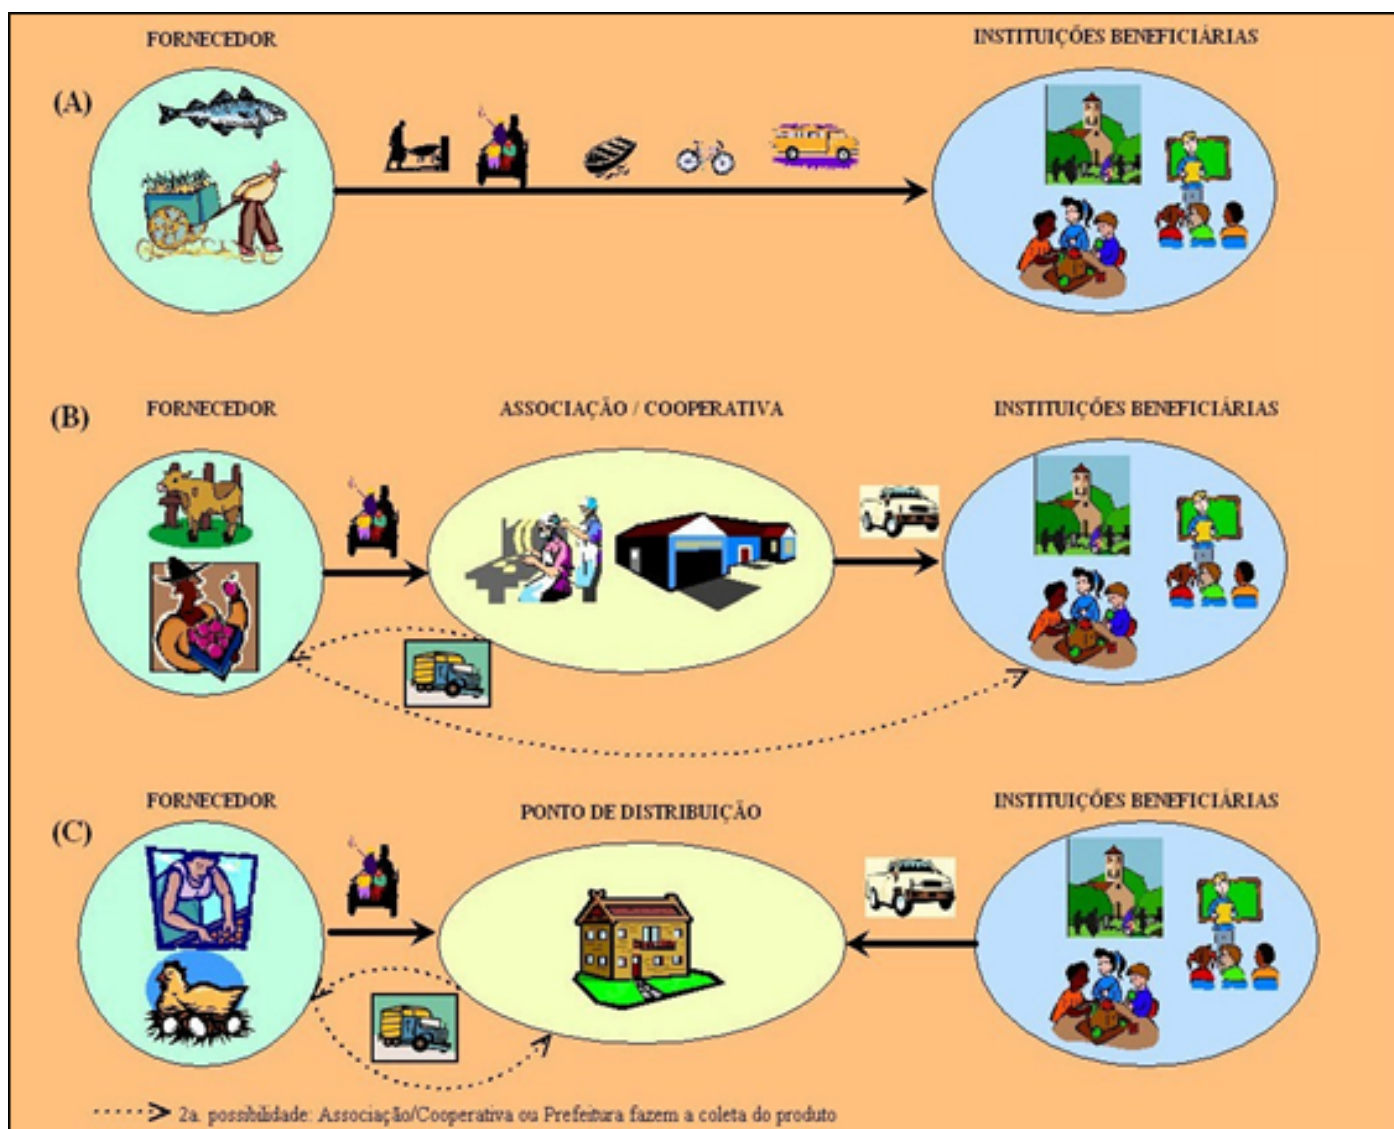 FORNECEDOR INSTITUIÇÕES BENEFICIÁRIAS
(A)
FORNECEDOR ASSOCIAÇÃO / COOPERATIVA INSTITUIÇÕES BENEFICIÁRIAS
(B)
FORNECEDOR PONTO DE DISTRIBUIÇÃO INSTITUIÇÕES BENEFICIÁRIAS
(C)
2a. possibilidade: Associação/Cooperativa ou Prefeitura fazem a coleta do produto